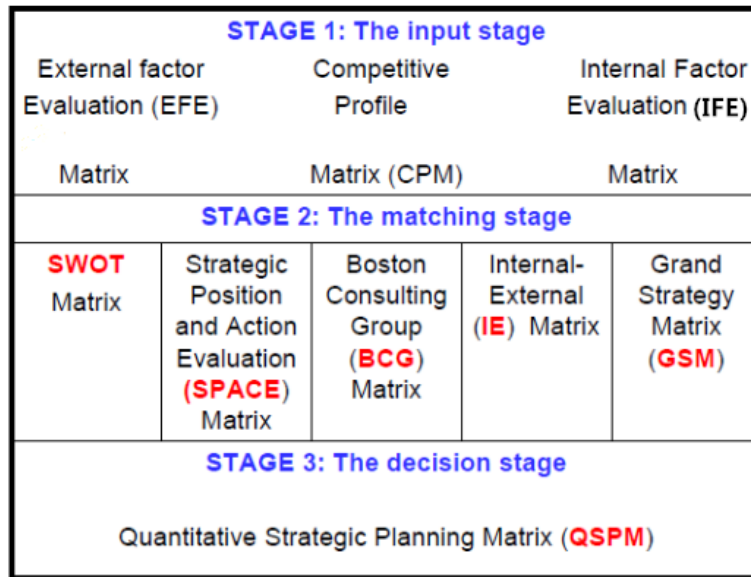 STAGE 1: The input stage
External factor Competitive Internal Factor
Evaluation (EFE) Profile Evaluation (IFE)
Matrix Matrix (CPM) Matrix
STAGE 2: The matching stage
SWOT
Matrix
Strategic
Position
and Action
Evaluation
(SPACE)
Matrix
Boston
Consulting
Group
(BCG)
Matrix
Internal-
External
(IE) Matrix
Grand
Strategy
Matrix
(GSM)
STAGE 3: The decision stage
Quantitative Strategic Planning Matrix (QSPM)